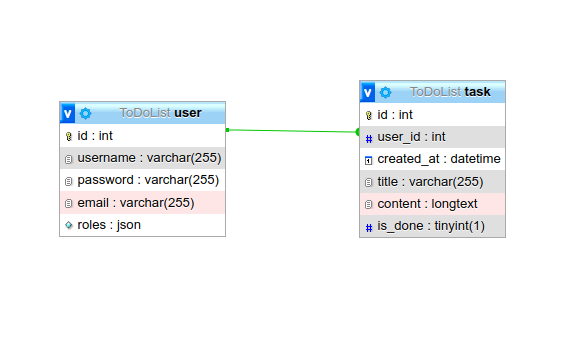 v ToDoList user
id : int
username : varchar(255)
password : varchar(255)
email : varchar(255)
roles : json
v ToDoList task
id : int
# user_id : int
created_at : datetime
title : varchar(255)
content : longtext
# is_done : tinyint(1)